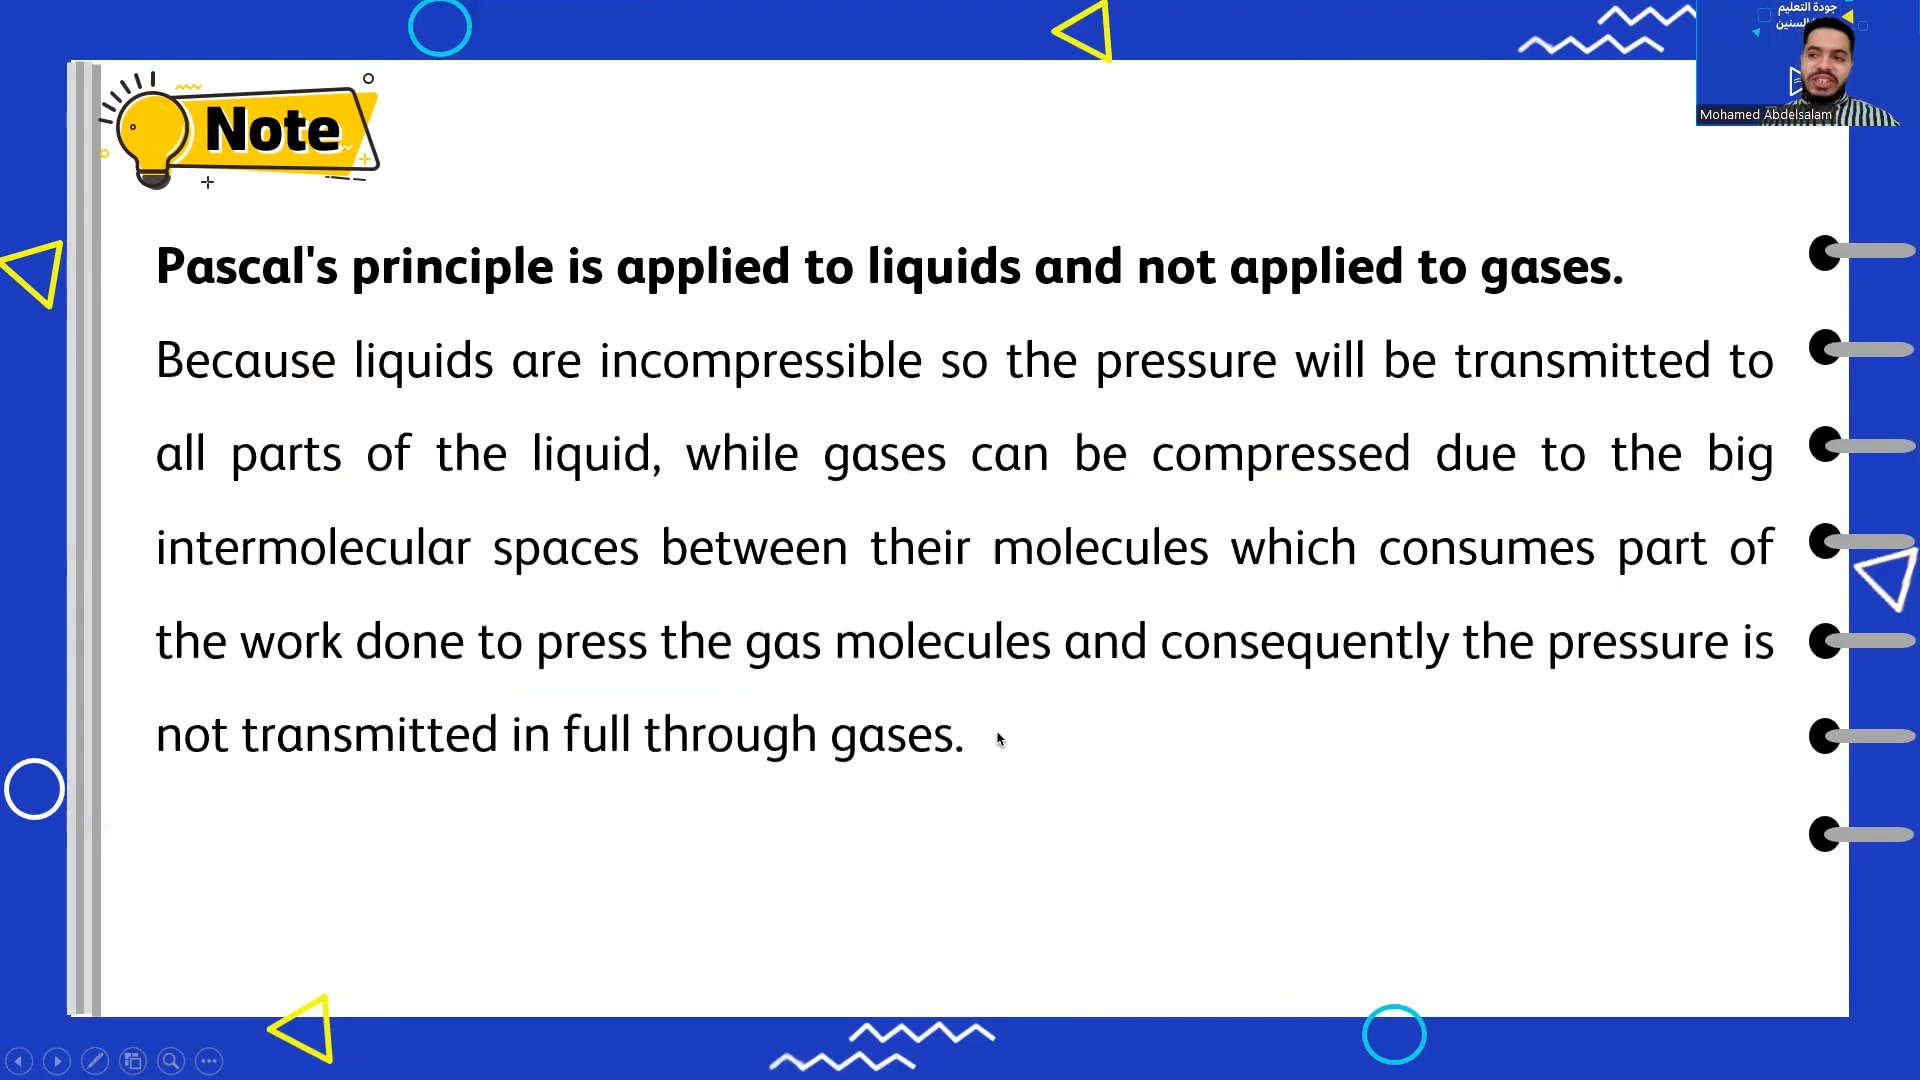 جودة التعليم
السنين
Mohamed Abdelsalam
Note
Pascal's principle is applied to liquids and not applied to gases.
Because liquids are incompressible so the pressure will be transmitted to
all parts of the liquid, while gases can be compressed due to the big
intermolecular spaces between their molecules which consumes part of
the work done to press the gas molecules and consequently the pressure is
not transmitted in full through gases.